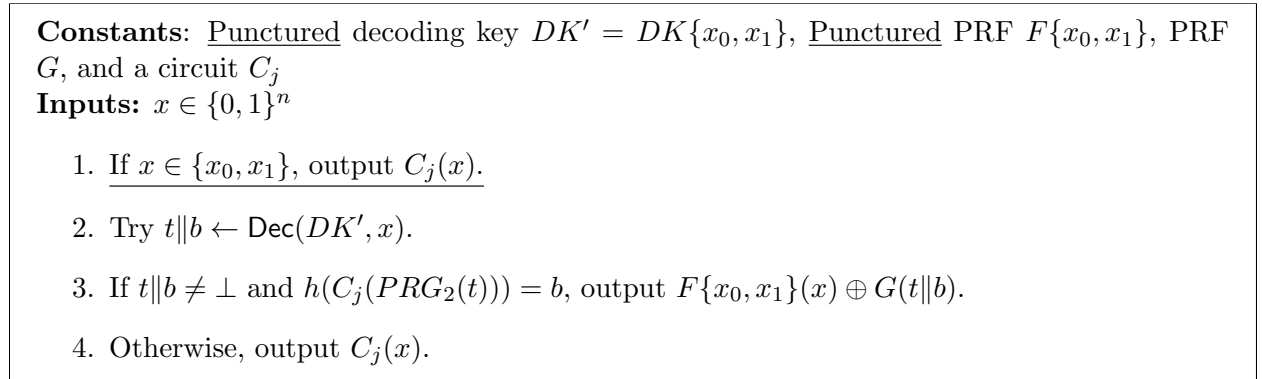 Constants: Punctured decoding key DK′ = DK{x₀, x₁}, Punctured PRF F{x₀, x₁}, PRF
G, and a circuit Cⱼ
Inputs: x ∈ {0, 1}ⁿ
1. If x ∈ {x₀, x₁}, output Cⱼ(x).
2. Try t‖b ← Dec(DK′, x).
3. If t‖b ≠ ⊥ and h(Cⱼ(PRG₂(t))) = b, output F{x₀, x₁}(x) ⊕ G(t‖b).
4. Otherwise, output Cⱼ(x).